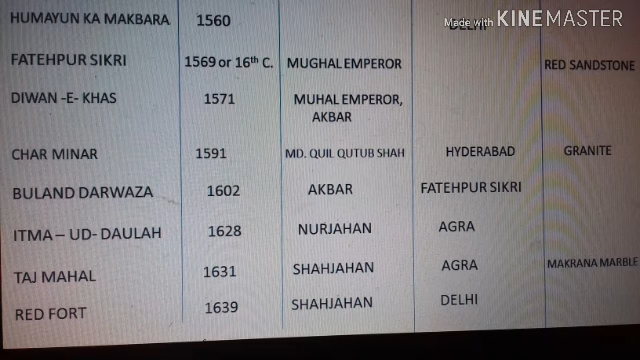 Made with KINEMASTER
HUMAYUN KA MAKBARA 1560 DELHI
FATEHPUR SIKRI 1569 or 16th C. MUGHAL EMPEROR RED SANDSTONE
DIWAN -E- KHAS 1571 MUHAL EMPEROR,
AKBAR
CHAR MINAR 1591 MD. QUIL QUTUB SHAH HYDERABAD GRANITE
BULAND DARWAZA 1602 AKBAR FATEHPUR SIKRI
ITMA – UD- DAULAH 1628 NURJAHAN AGRA
TAJ MAHAL 1631 SHAHJAHAN AGRA MAKRANA MARBLE
RED FORT 1639 SHAHJAHAN DELHI